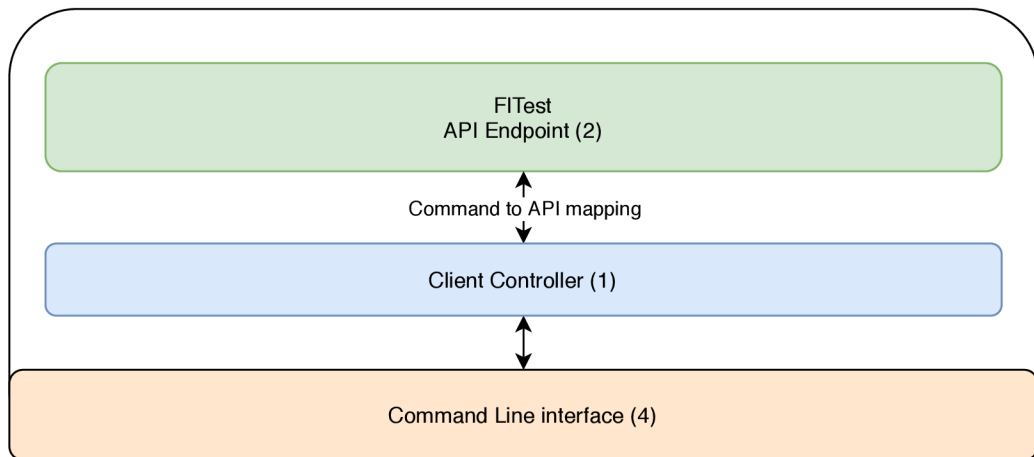 FITest
API Endpoint (2)
Command to API mapping
Client Controller (1)
Command Line interface (4)